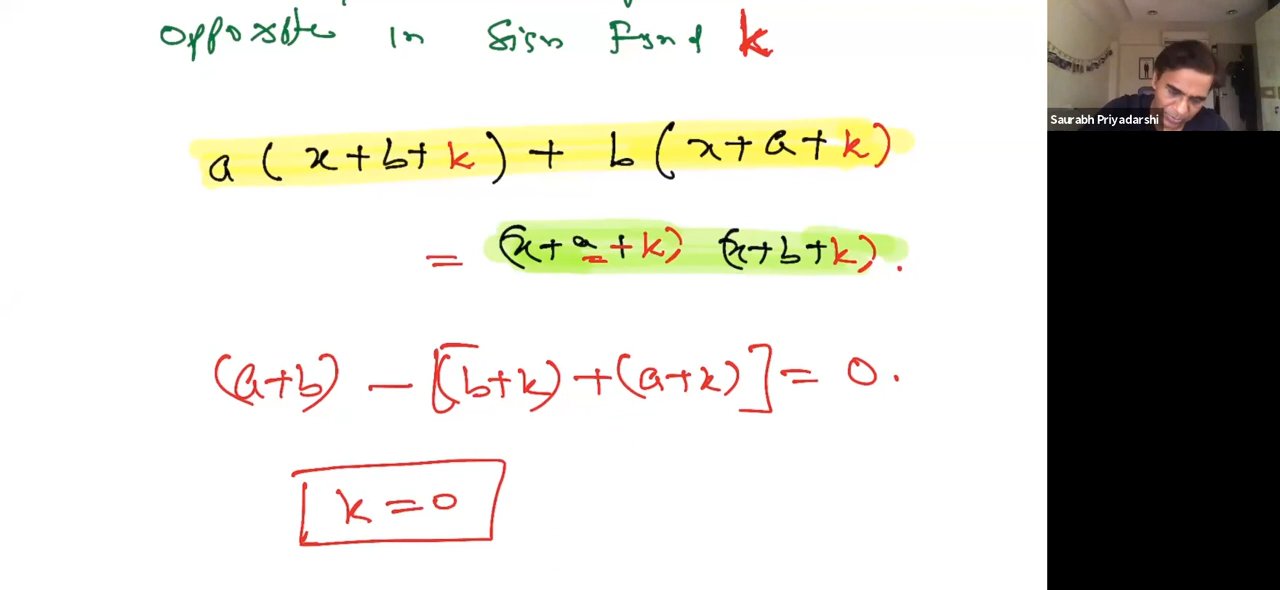 opposite in sign Find k
a ( x + b + k ) + b ( x + a + k )
= (x + a + k) (x + b + k) .
(a+b) - [(b+k) + (a+k)] = 0.
k = 0
Saurabh Priyadarshi